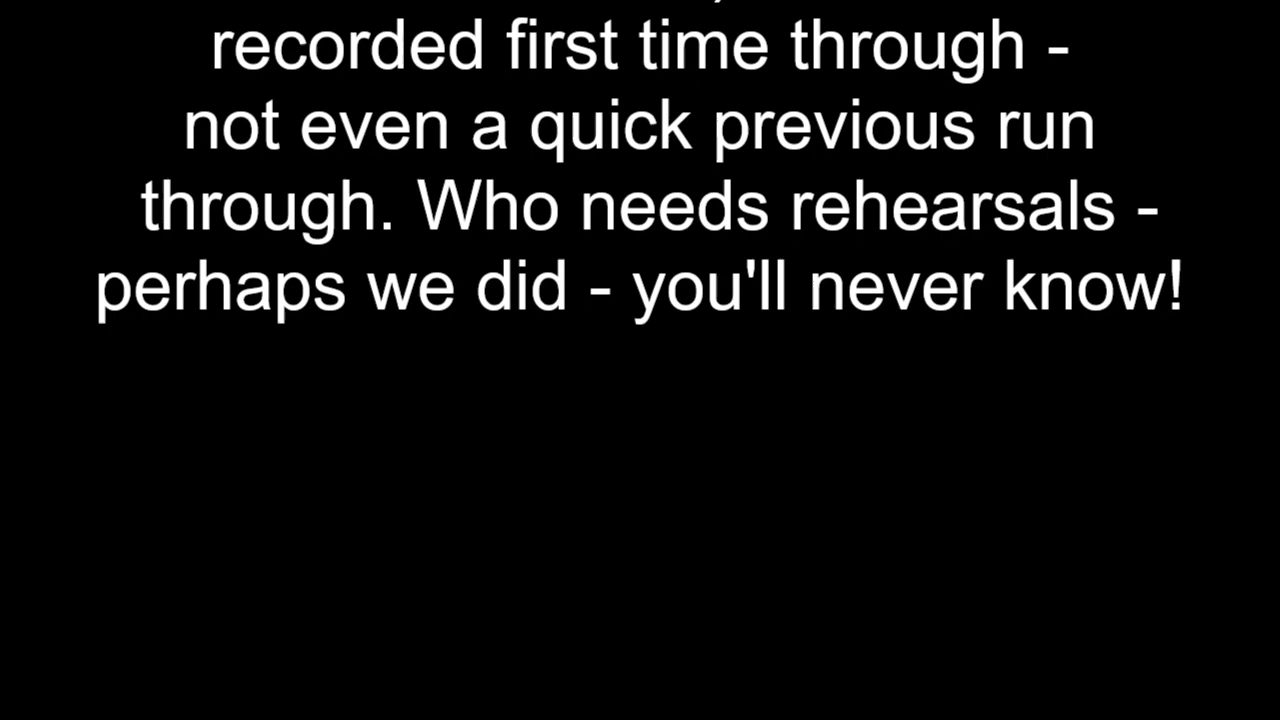 recorded first time through -
not even a quick previous run
through. Who needs rehearsals -
perhaps we did - you'll never know!